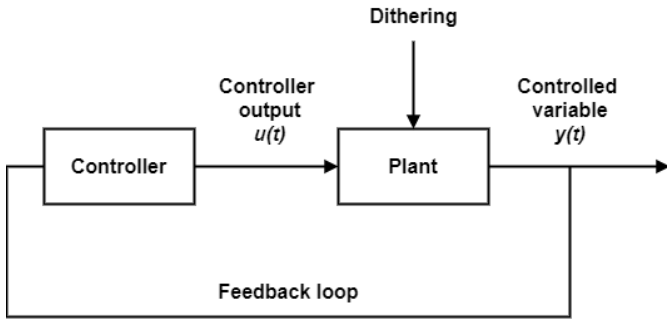 Dithering
Controller
output
u(t)
Controlled
variable
y(t)
Controller
Plant
Feedback loop